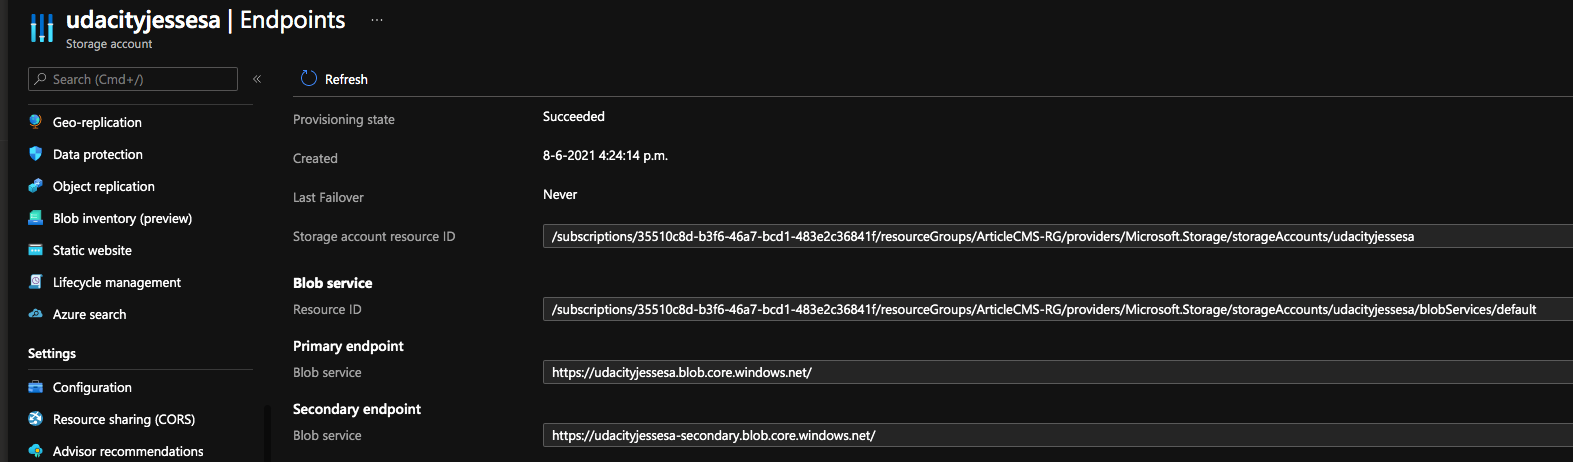 udacityjessesa | Endpoints ...
Storage account
Search (Cmd+/)
«
Geo-replication
Data protection
Object replication
Blob inventory (preview)
Static website
Lifecycle management
Azure search
Settings
Configuration
Resource sharing (CORS)
Advisor recommendations
Refresh
Provisioning state Succeeded
Created 8-6-2021 4:24:14 p.m.
Last Failover Never
Storage account resource ID /subscriptions/35510c8d-b3f6-46a7-bcd1-483e2c36841f/resourceGroups/ArticleCMS-RG/providers/Microsoft.Storage/storageAccounts/udacityjessesa
Blob service
Resource ID /subscriptions/35510c8d-b3f6-46a7-bcd1-483e2c36841f/resourceGroups/ArticleCMS-RG/providers/Microsoft.Storage/storageAccounts/udacityjessesa/blobServices/default
Primary endpoint
Blob service https://udacityjessesa.blob.core.windows.net/
Secondary endpoint
Blob service https://udacityjessesa-secondary.blob.core.windows.net/